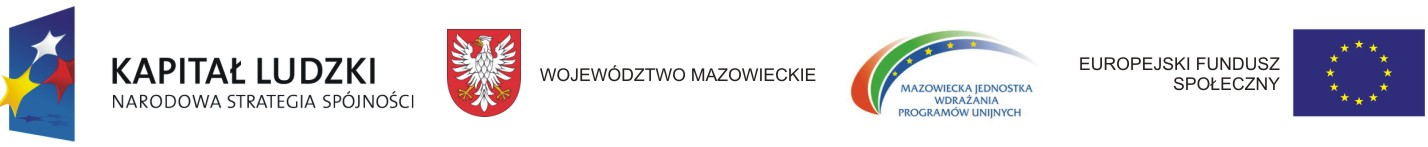 KAPITAŁ LUDZKI
NARODOWA STRATEGIA SPÓJNOŚCI
WOJEWÓDZTWO MAZOWIECKIE
MAZOWIECKA JEDNOSTKA
WDRAŻANIA
PROGRAMÓW UNIJNYCH
EUROPEJSKI FUNDUSZ
SPOŁECZNY